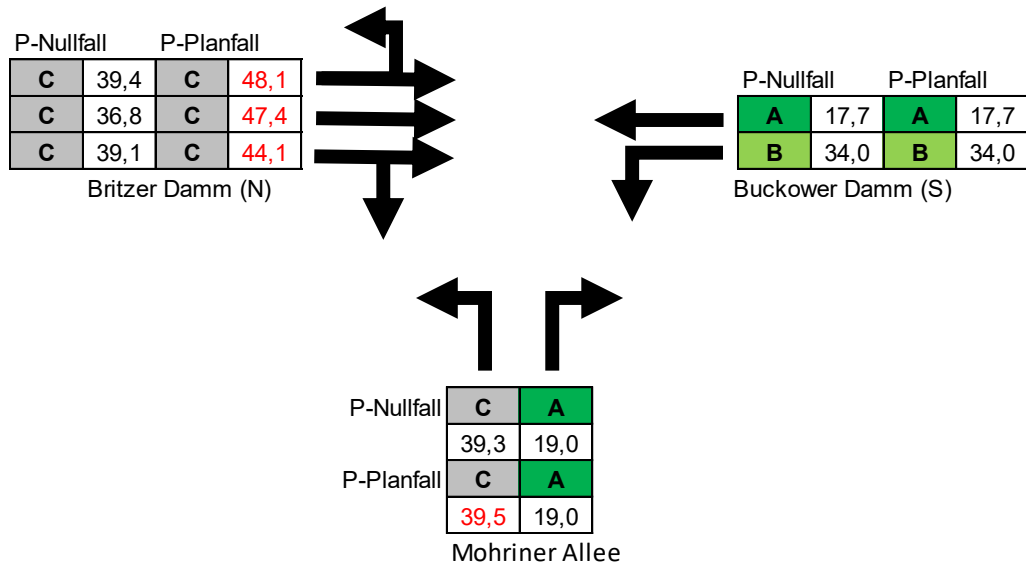 P-Nullfall P-Planfall
C 39,4 C 48,1
C 36,8 C 47,4
C 39,1 C 44,1
Britzer Damm (N)
P-Nullfall P-Planfall
A 17,7 A 17,7
B 34,0 B 34,0
Buckower Damm (S)
P-Nullfall C A
39,3 19,0
P-Planfall C A
39,5 19,0
Mohriner Allee